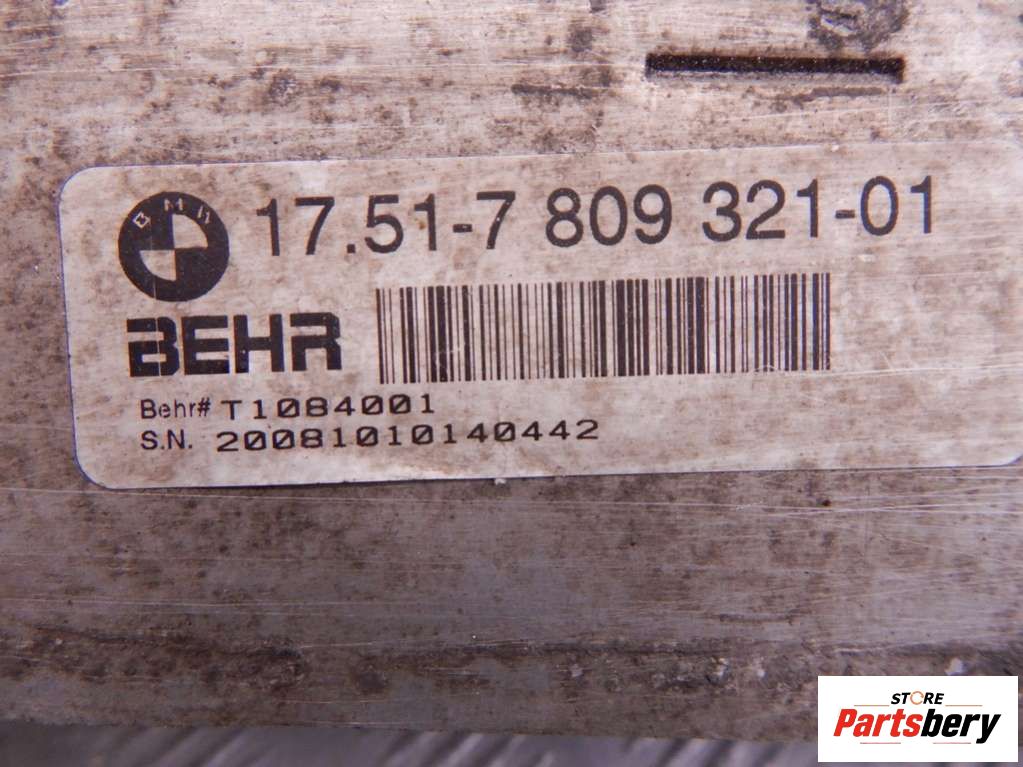 BMW
17.51-7 809 321-01
BEHR
Behr# T1084001
S.N. 20081010140442
STORE
Partsbery